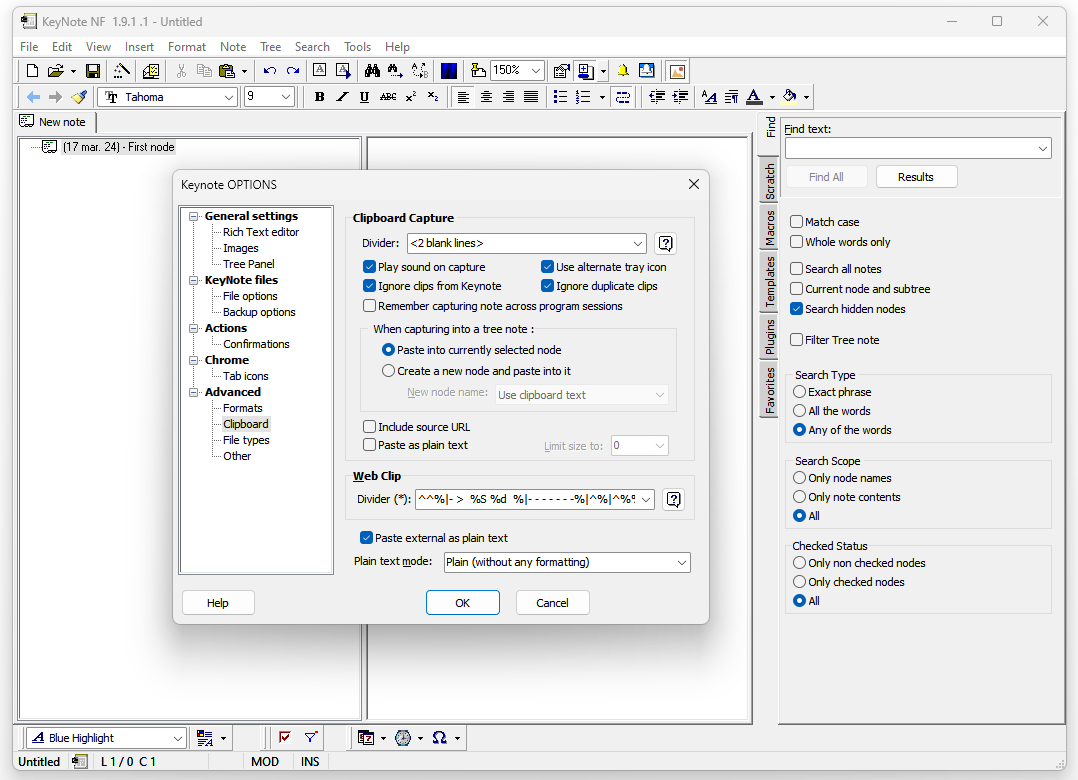 KeyNote NF 1.9.1 .1 - Untitled
File Edit View Insert Format Note Tree Search Tools Help
150%
Tahoma 9 B I U ABC x² x₂
New note
(17 mar. 24) - First node
Keynote OPTIONS
General settings
Rich Text editor
Images
Tree Panel
KeyNote files
File options
Backup options
Actions
Confirmations
Chrome
Tab icons
Advanced
Formats
Clipboard
File types
Other
Clipboard Capture
Divider: <2 blank lines>
Play sound on capture Use alternate tray icon
Ignore clips from Keynote Ignore duplicate clips
Remember capturing note across program sessions
When capturing into a tree note :
Paste into currently selected node
Create a new node and paste into it
New node name: Use clipboard text
Include source URL
Paste as plain text Limit size to: 0
Web Clip
Divider (*): ^^%|- > %S %d %|- - - - - - -%|^%|^%
Paste external as plain text
Plain text mode: Plain (without any formatting)
Help OK Cancel
Find
Scratch
Macros
Templates
Plugins
Favorites
Find text:
Find All Results
Match case
Whole words only
Search all notes
Current node and subtree
Search hidden nodes
Filter Tree note
Search Type
Exact phrase
All the words
Any of the words
Search Scope
Only node names
Only note contents
All
Checked Status
Only non checked nodes
Only checked nodes
All
Blue Highlight
Untitled L 1 / 0 C 1 MOD INS